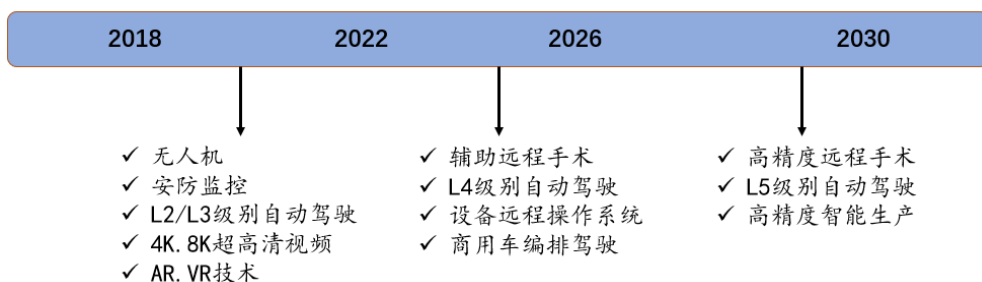 2018 2022 2026 2030
✓ 无人机
✓ 安防监控
✓ L2/L3级别自动驾驶
✓ 4K.8K超高清视频
✓ AR.VR技术
✓ 辅助远程手术
✓ L4级别自动驾驶
✓ 设备远程操作系统
✓ 商用车编排驾驶
✓ 高精度远程手术
✓ L5级别自动驾驶
✓ 高精度智能生产